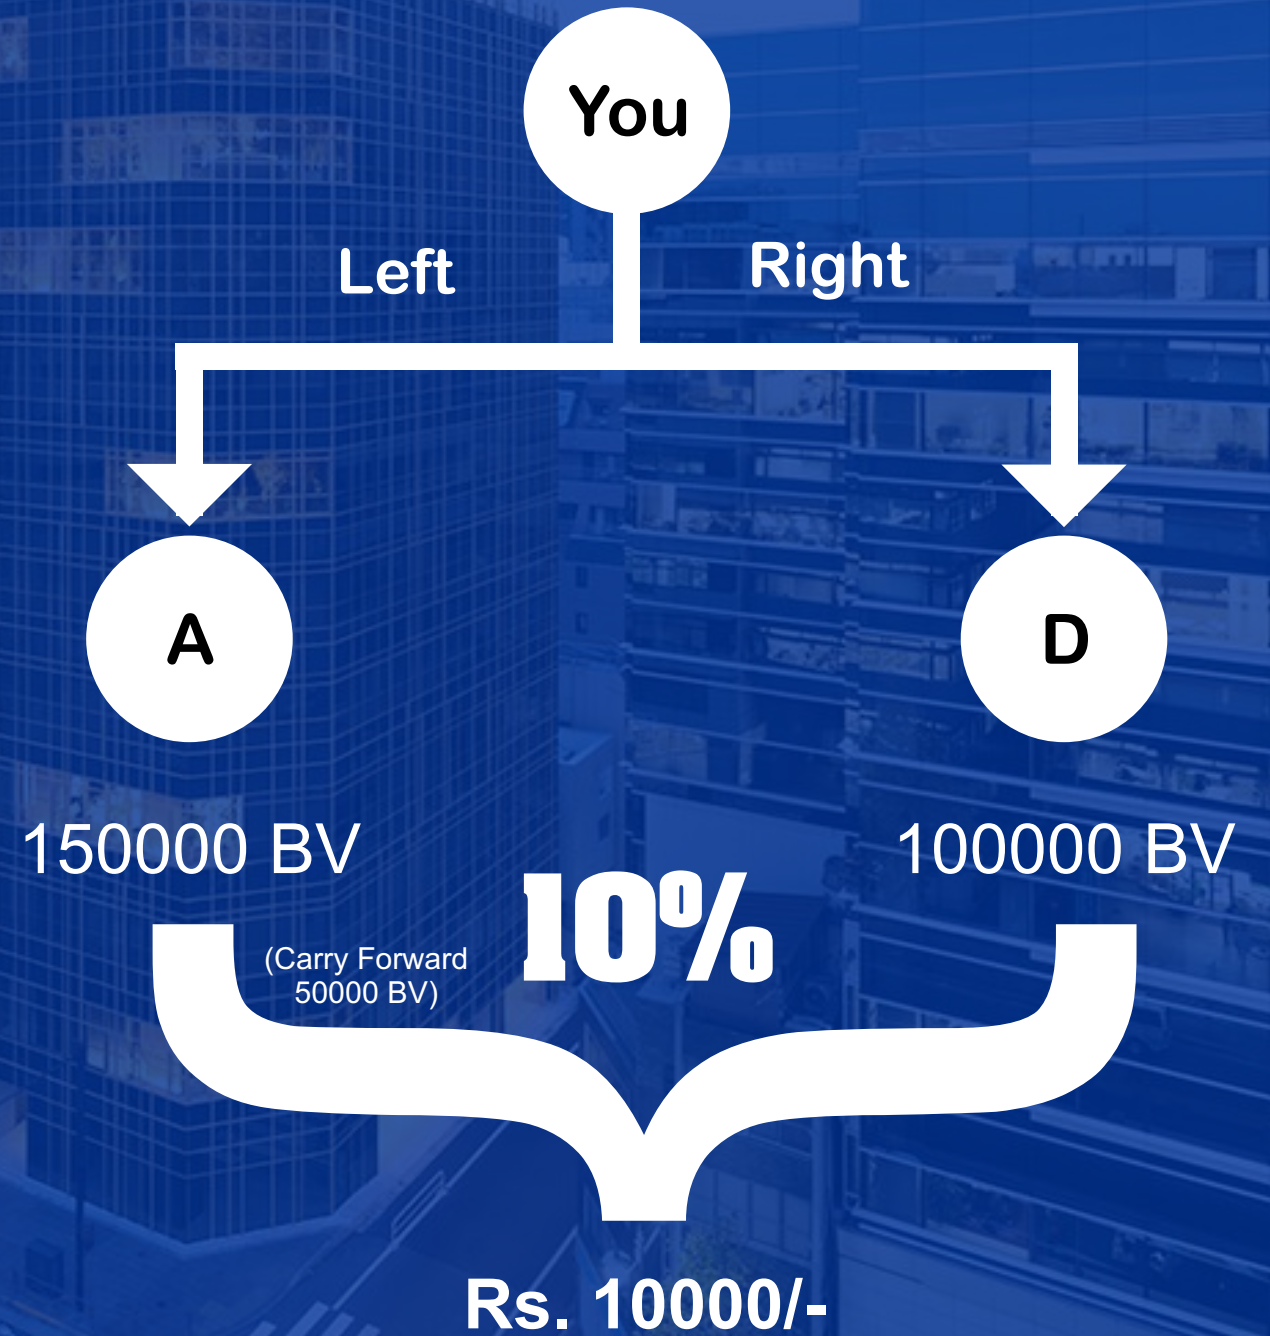 You
Left
Right
A
D
150000 BV
100000 BV
10%
(Carry Forward
50000 BV)
Rs. 10000/-